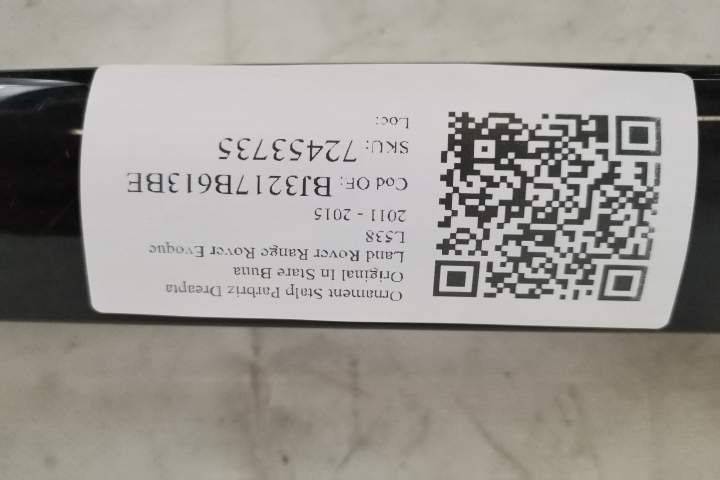 Ornament Stalp Parbriz Dreapta
Original In Stare Buna
Land Rover Range Rover Evoque
L538
2011 - 2015
Cod OE: BJ3217B613BE
SKU: 72453735
Loc: